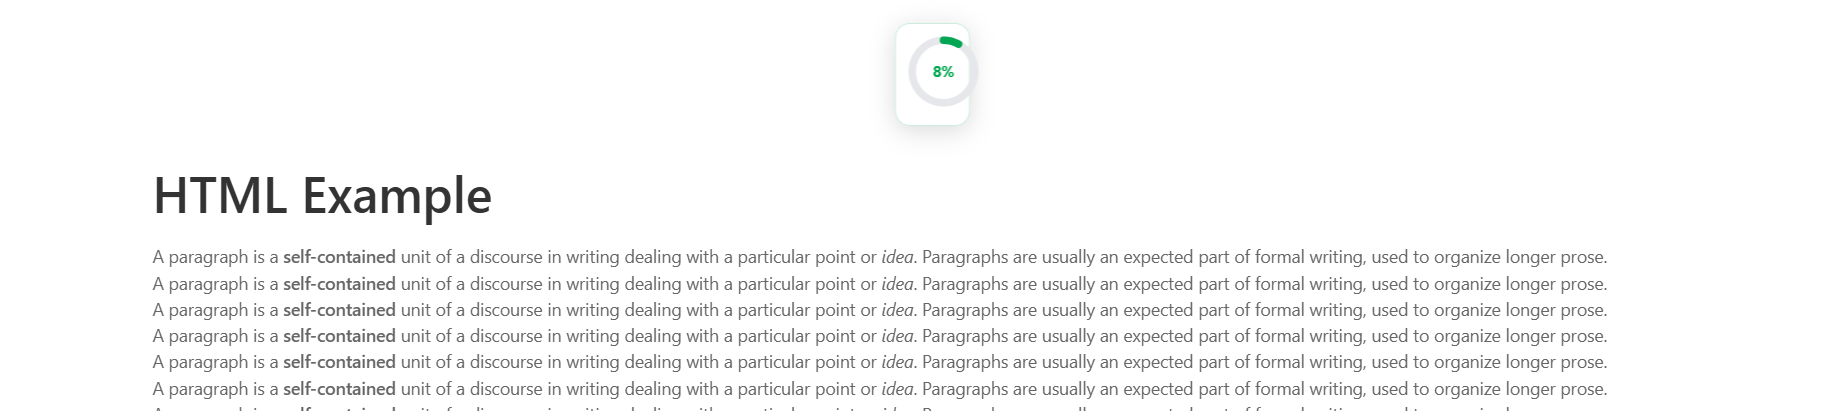 8%
HTML Example
A paragraph is a self-contained unit of a discourse in writing dealing with a particular point or idea. Paragraphs are usually an expected part of formal writing, used to organize longer prose.
A paragraph is a self-contained unit of a discourse in writing dealing with a particular point or idea. Paragraphs are usually an expected part of formal writing, used to organize longer prose.
A paragraph is a self-contained unit of a discourse in writing dealing with a particular point or idea. Paragraphs are usually an expected part of formal writing, used to organize longer prose.
A paragraph is a self-contained unit of a discourse in writing dealing with a particular point or idea. Paragraphs are usually an expected part of formal writing, used to organize longer prose.
A paragraph is a self-contained unit of a discourse in writing dealing with a particular point or idea. Paragraphs are usually an expected part of formal writing, used to organize longer prose.
A paragraph is a self-contained unit of a discourse in writing dealing with a particular point or idea. Paragraphs are usually an expected part of formal writing, used to organize longer prose.